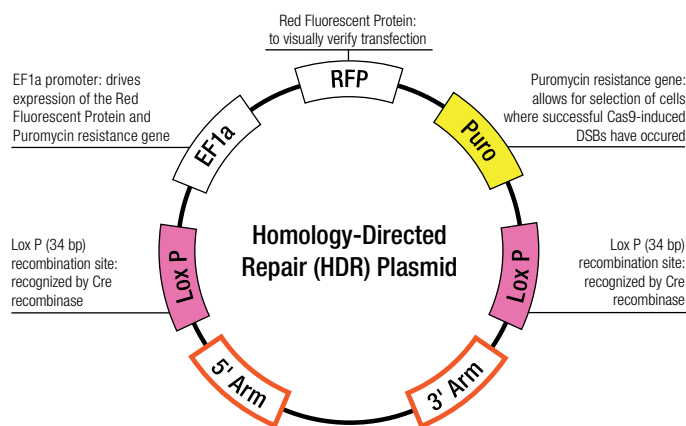 Red Fluorescent Protein:
to visually verify transfection
RFP
EF1a promoter: drives
expression of the Red
Fluorescent Protein and
Puromycin resistance gene
Puromycin resistance gene:
allows for selection of cells
where successful Cas9-induced
DSBs have occured
EF1a
Puro
Homology-Directed
Repair (HDR) Plasmid
Lox P (34 bp)
recombination site:
recognized by Cre
recombinase
Lox P
Lox P
Lox P (34 bp)
recombination site:
recognized by Cre
recombinase
5' Arm
3' Arm